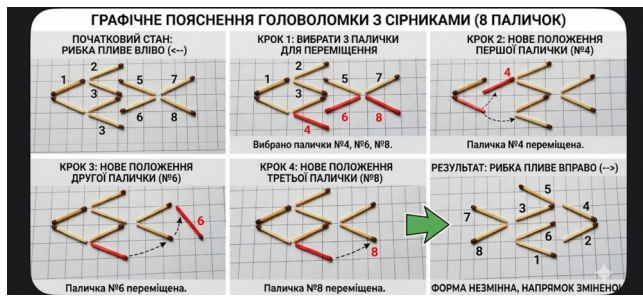 ГРАФІЧНЕ ПОЯСНЕННЯ ГОЛОВОЛОМКИ З СІРНИКАМИ (8 ПАЛИЧОК)
ПОЧАТКОВИЙ СТАН:
РИБКА ПЛИВЕ ВЛІВО (<--)
2
1
5
7
3
6
8
3
КРОК 1: ВИБРАТИ 3 ПАЛИЧКИ
ДЛЯ ПЕРЕМІЩЕННЯ
2
1
5
7
3
6
8
4
Вибрано палички №4, №6, №8.
КРОК 2: НОВЕ ПОЛОЖЕННЯ
ПЕРШОЇ ПАЛИЧКИ (№4)
4
Паличка №4 переміщена.
КРОК 3: НОВЕ ПОЛОЖЕННЯ
ДРУГОЇ ПАЛИЧКИ (№6)
6
Паличка №6 переміщена.
КРОК 4: НОВЕ ПОЛОЖЕННЯ
ТРЕТЬОЇ ПАЛИЧКИ (№8)
8
Паличка №8 переміщена.
РЕЗУЛЬТАТ: РИБКА ПЛИВЕ ВПРАВО (-->)
5
7
3
4
6
8
2
1
ФОРМА НЕЗМІННА, НАПРЯМОК ЗМІНЕНО